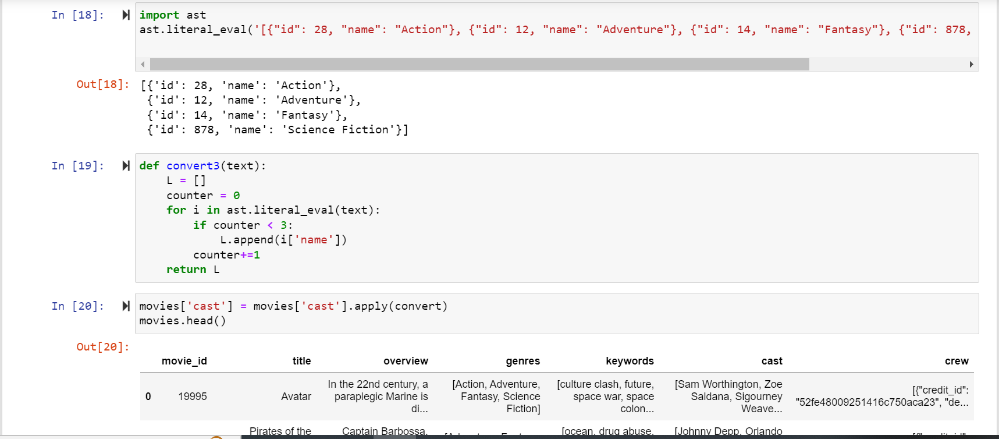 In [18]:
import ast
ast.literal_eval('[{"id": 28, "name": "Action"}, {"id": 12, "name": "Adventure"}, {"id": 14, "name": "Fantasy"}, {"id": 878,
Out[18]:
[{'id': 28, 'name': 'Action'},
 {'id': 12, 'name': 'Adventure'},
 {'id': 14, 'name': 'Fantasy'},
 {'id': 878, 'name': 'Science Fiction'}]
In [19]:
def convert3(text):
    L = []
    counter = 0
    for i in ast.literal_eval(text):
        if counter < 3:
            L.append(i['name'])
        counter+=1
    return L
In [20]:
movies['cast'] = movies['cast'].apply(convert)
movies.head()
Out[20]:
movie_id title overview genres keywords cast crew
0 19995 Avatar In the 22nd century, a paraplegic Marine is di... [Action, Adventure, Fantasy, Science Fiction] [culture clash, future, space war, space colon... [Sam Worthington, Zoe Saldana, Sigourney Weave... [{"credit_id": "52fe48009251416c750aca23", "de...
Pirates of the Captain Barbossa, [ocean, drug abuse, [Johnny Depp, Orlando